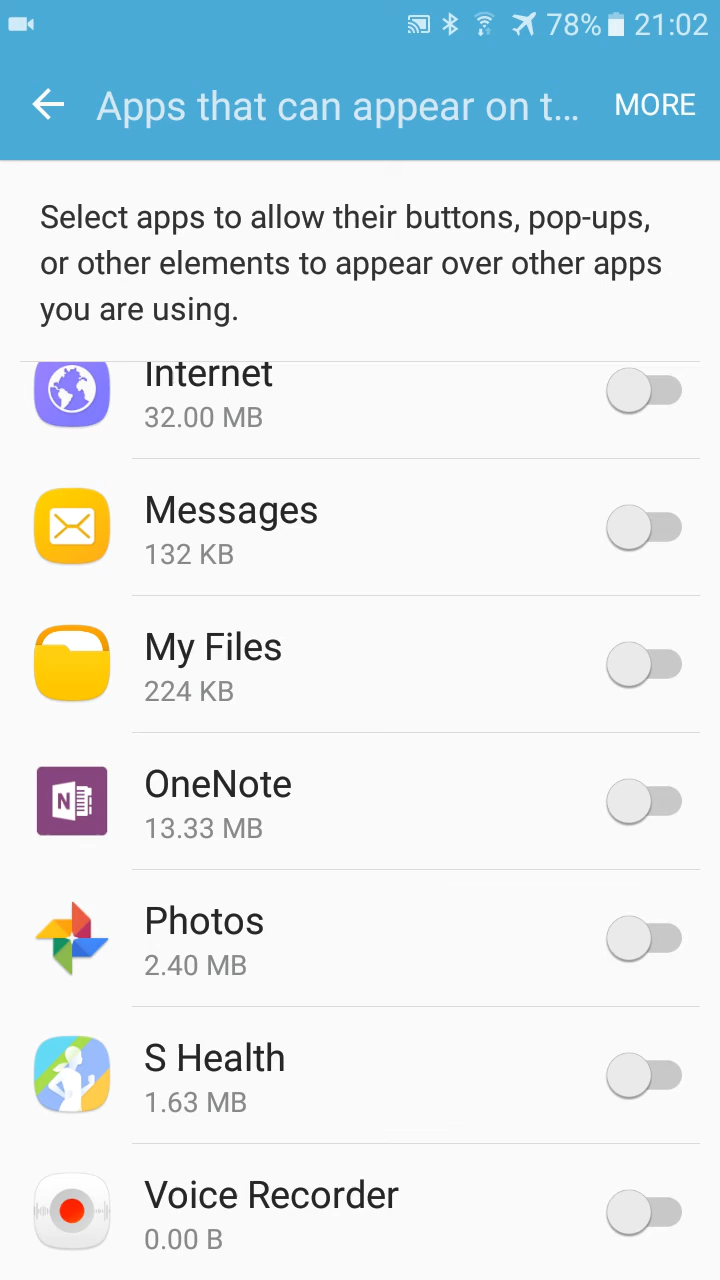 78% 21:02
Apps that can appear on t... MORE
Select apps to allow their buttons, pop-ups,
or other elements to appear over other apps
you are using.
Internet
32.00 MB
Messages
132 KB
My Files
224 KB
N
OneNote
13.33 MB
Photos
2.40 MB
S Health
1.63 MB
Voice Recorder
0.00 B